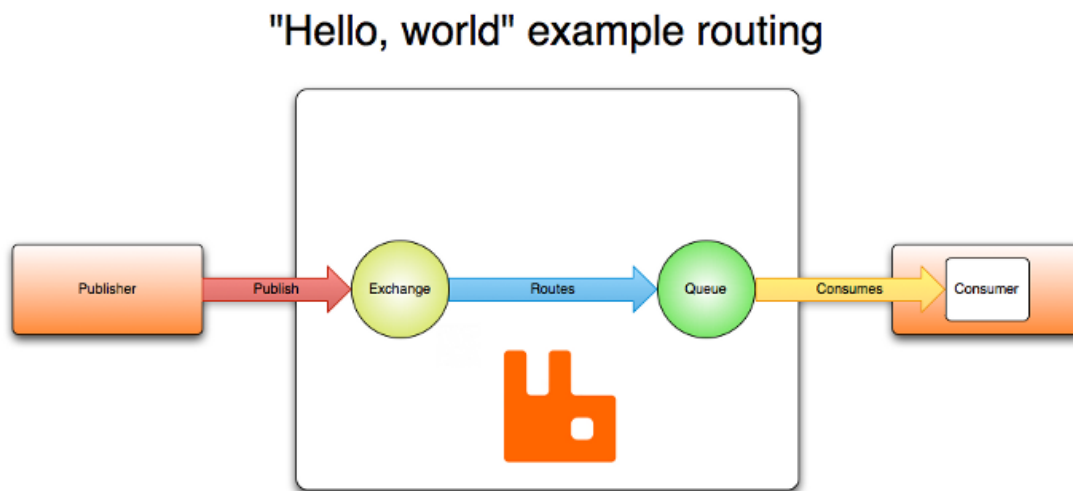 "Hello, world" example routing
Publisher
Publish
Exchange
Routes
Queue
Consumes
Consumer